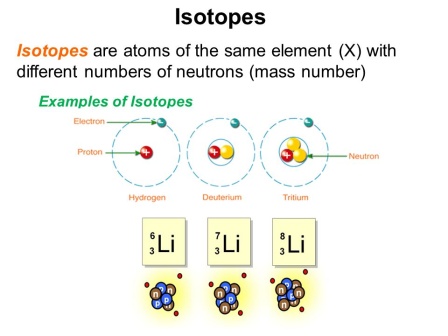 Isotopes
Isotopes are atoms of the same element (X) with
different numbers of neutrons (mass number)
Examples of Isotopes
Electron
Proton
Neutron
Hydrogen Deuterium Tritium
6 3 Li 7 3 Li 8 3 Li